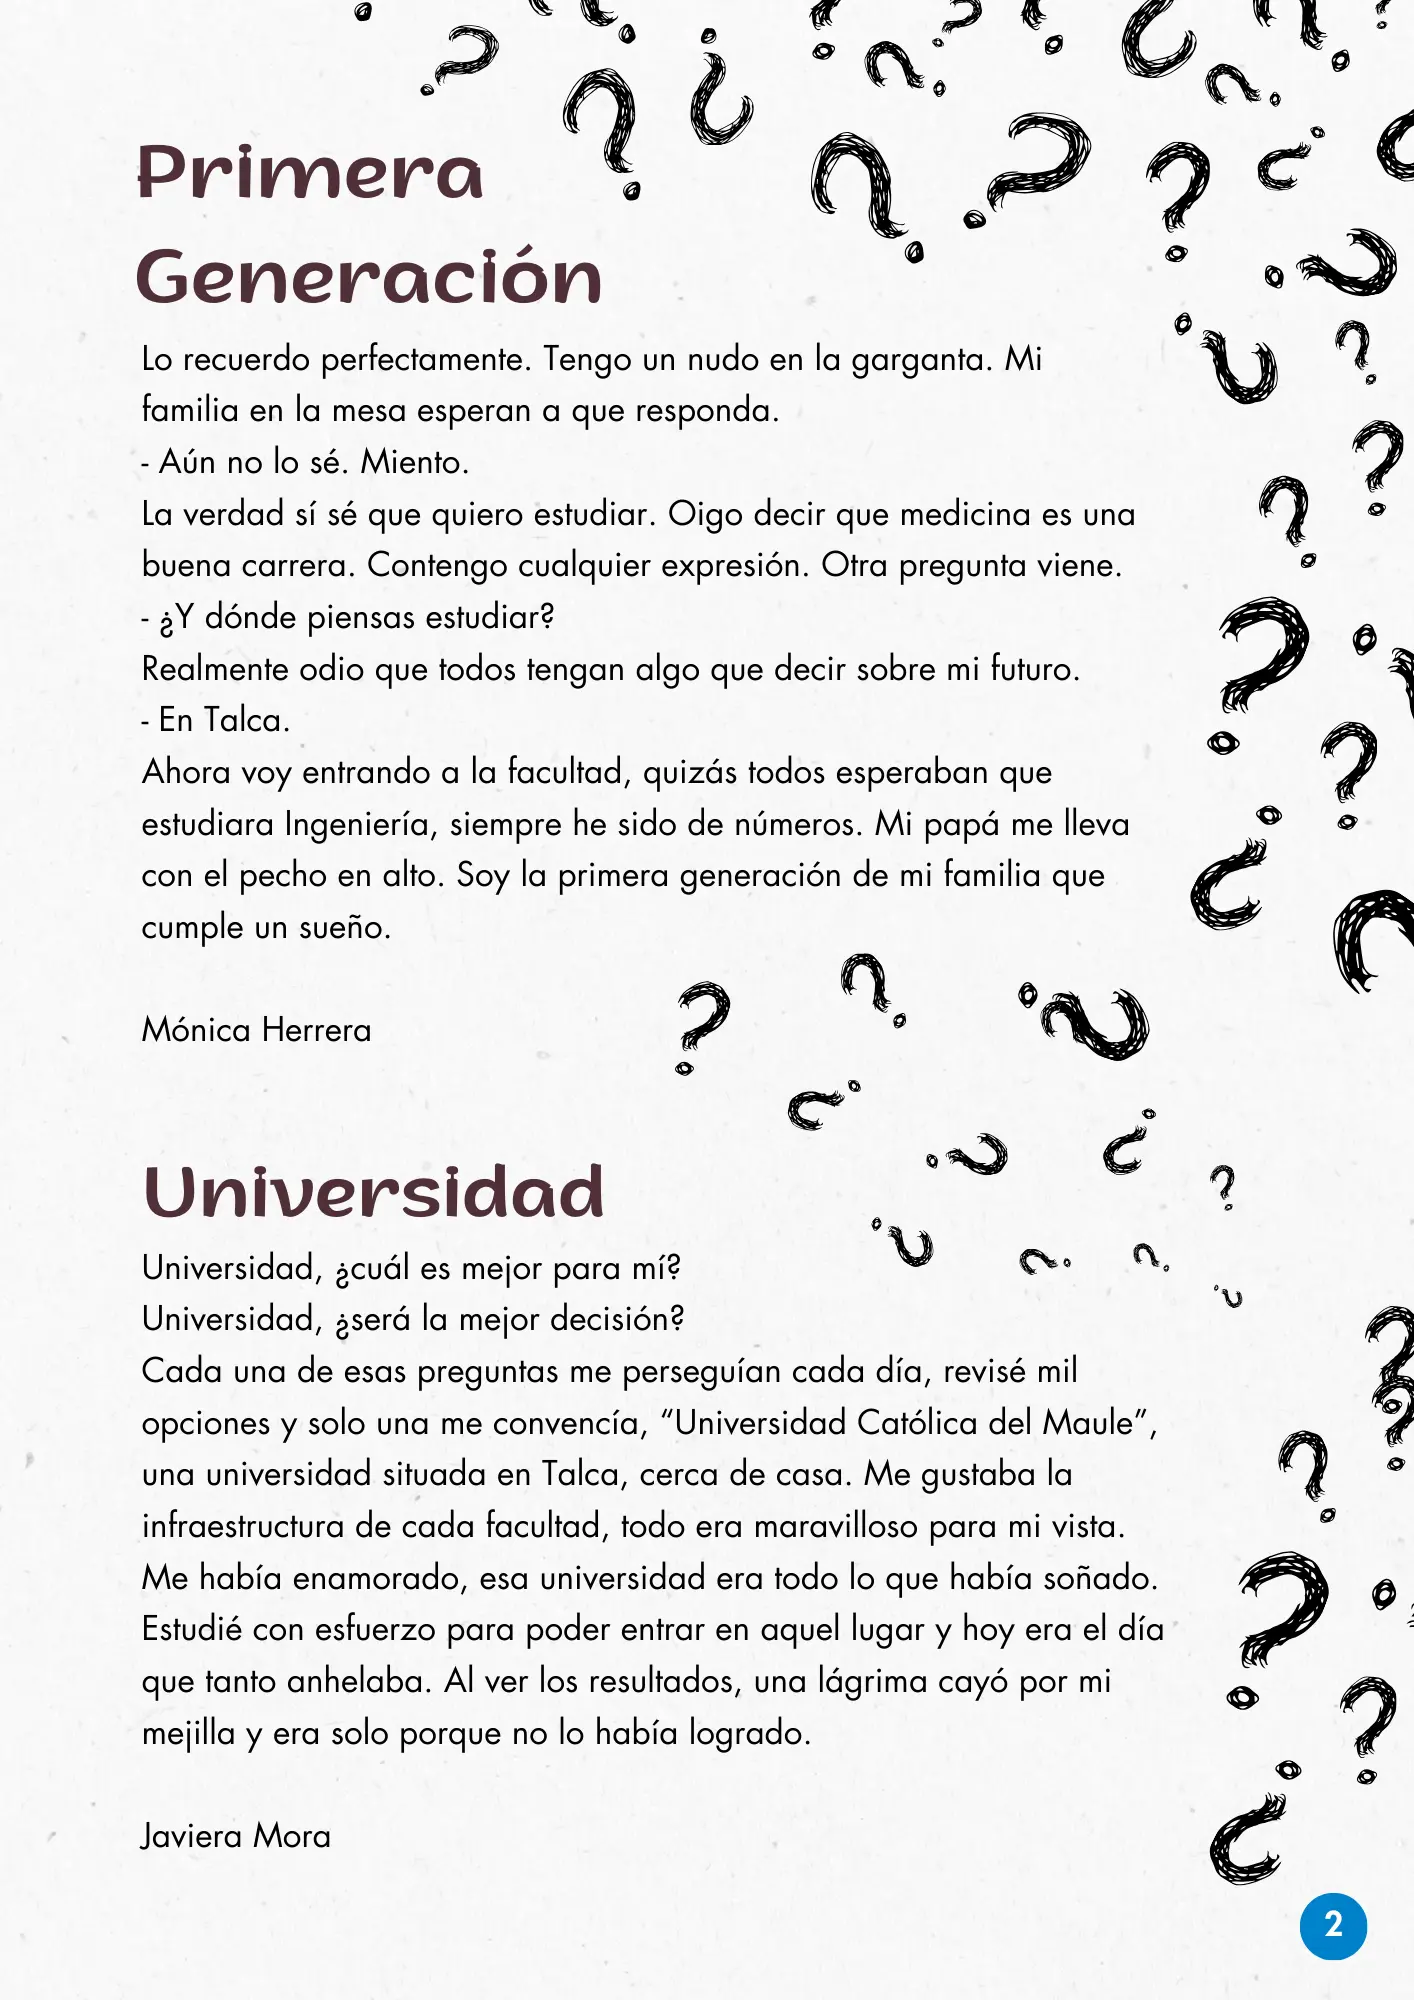 Primera
Generación
Lo recuerdo perfectamente. Tengo un nudo en la garganta. Mi
familia en la mesa esperan a que responda.
- Aún no lo sé. Miento.
La verdad sí sé que quiero estudiar. Oigo decir que medicina es una
buena carrera. Contengo cualquier expresión. Otra pregunta viene.
- ¿Y dónde piensas estudiar?
Realmente odio que todos tengan algo que decir sobre mi futuro.
- En Talca.
Ahora voy entrando a la facultad, quizás todos esperaban que
estudiara Ingeniería, siempre he sido de números. Mi papá me lleva
con el pecho en alto. Soy la primera generación de mi familia que
cumple un sueño.
Mónica Herrera
Universidad
Universidad, ¿cuál es mejor para mí?
Universidad, ¿será la mejor decisión?
Cada una de esas preguntas me perseguían cada día, revisé mil
opciones y solo una me convencía, “Universidad Católica del Maule”,
una universidad situada en Talca, cerca de casa. Me gustaba la
infraestructura de cada facultad, todo era maravilloso para mi vista.
Me había enamorado, esa universidad era todo lo que había soñado.
Estudié con esfuerzo para poder entrar en aquel lugar y hoy era el día
que tanto anhelaba. Al ver los resultados, una lágrima cayó por mi
mejilla y era solo porque no lo había logrado.
Javiera Mora
2